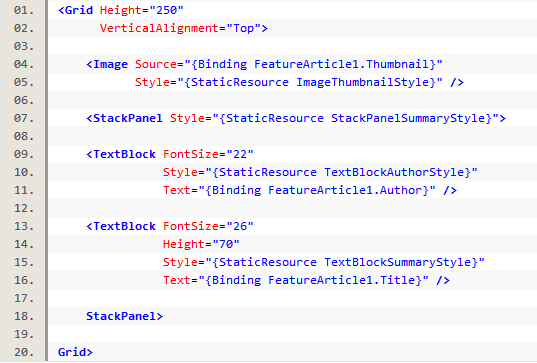 01. <Grid Height="250"
02. VerticalAlignment="Top">
03.
04. <Image Source="{Binding FeatureArticle1.Thumbnail}"
05. Style="{StaticResource ImageThumbnailStyle}" />
06.
07. <StackPanel Style="{StaticResource StackPanelSummaryStyle}">
08.
09. <TextBlock FontSize="22"
10. Style="{StaticResource TextBlockAuthorStyle}"
11. Text="{Binding FeatureArticle1.Author}" />
12.
13. <TextBlock FontSize="26"
14. Height="70"
15. Style="{StaticResource TextBlockSummaryStyle}"
16. Text="{Binding FeatureArticle1.Title}" />
17.
18. StackPanel>
19.
20. Grid>